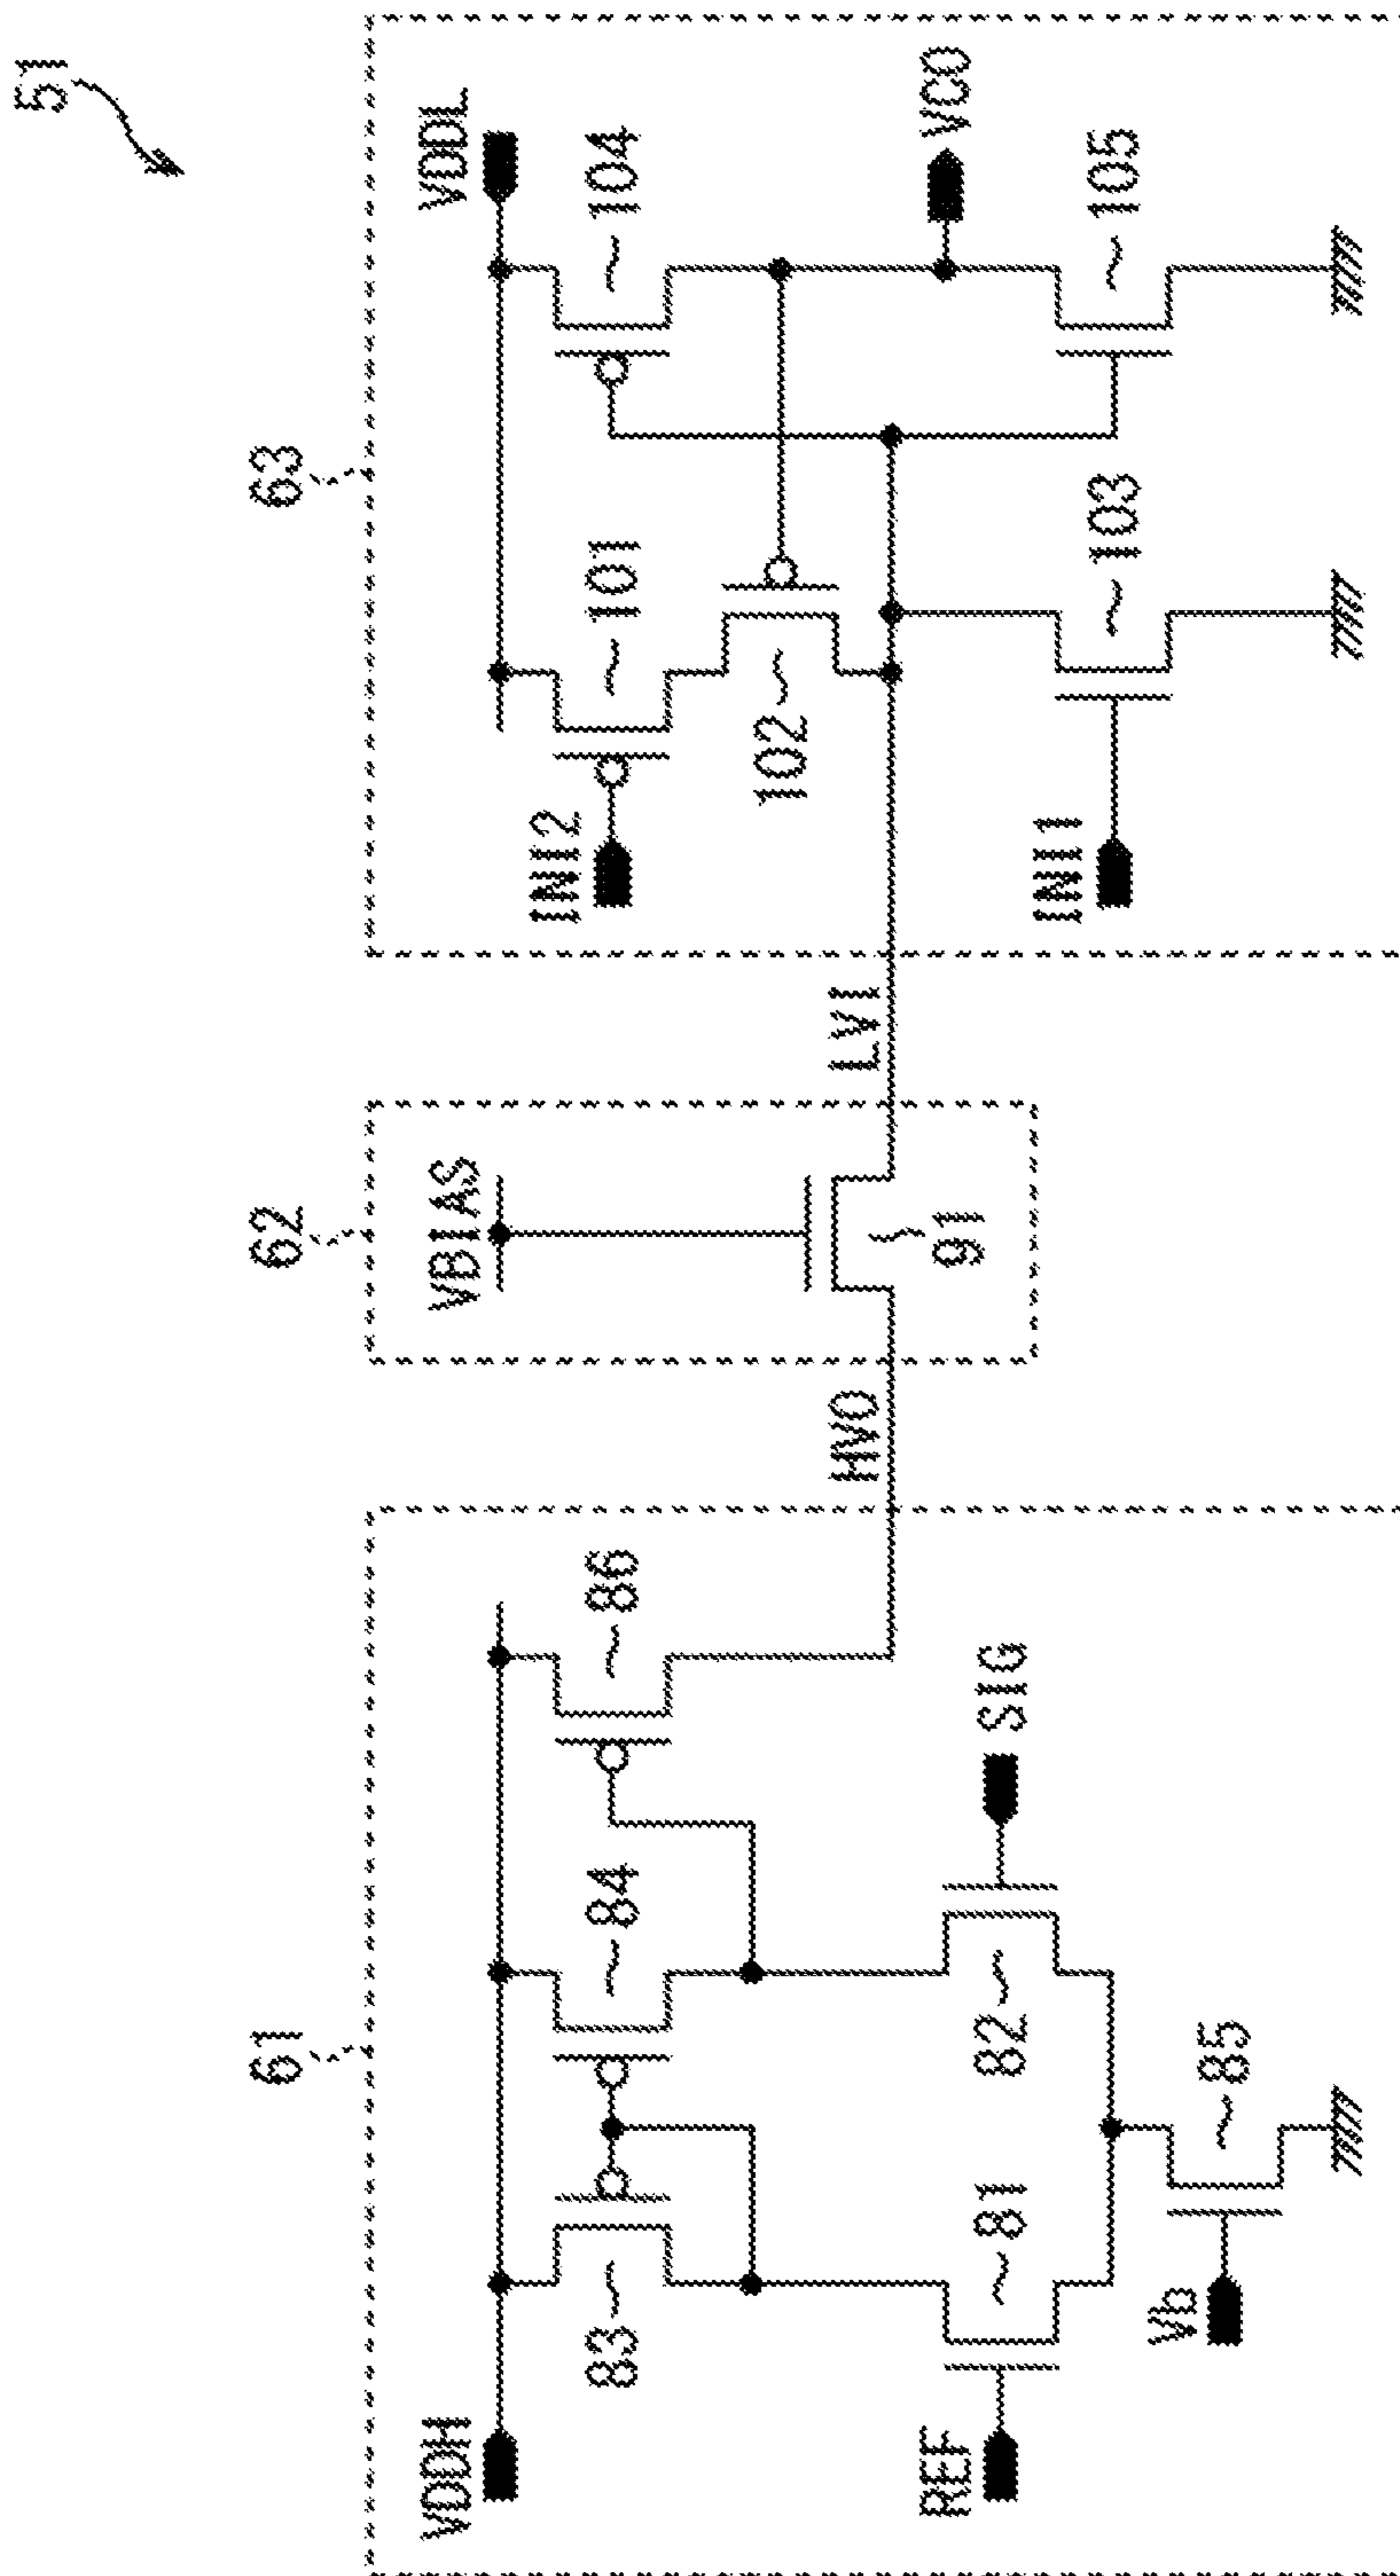 51
61
62
63
VDDH
83
84
86
REF
81
82
SIG
Vb
85
HVO
VBIAS
91
LVI
VDDL
INI2
101
102
104
INI1
103
105
VCO